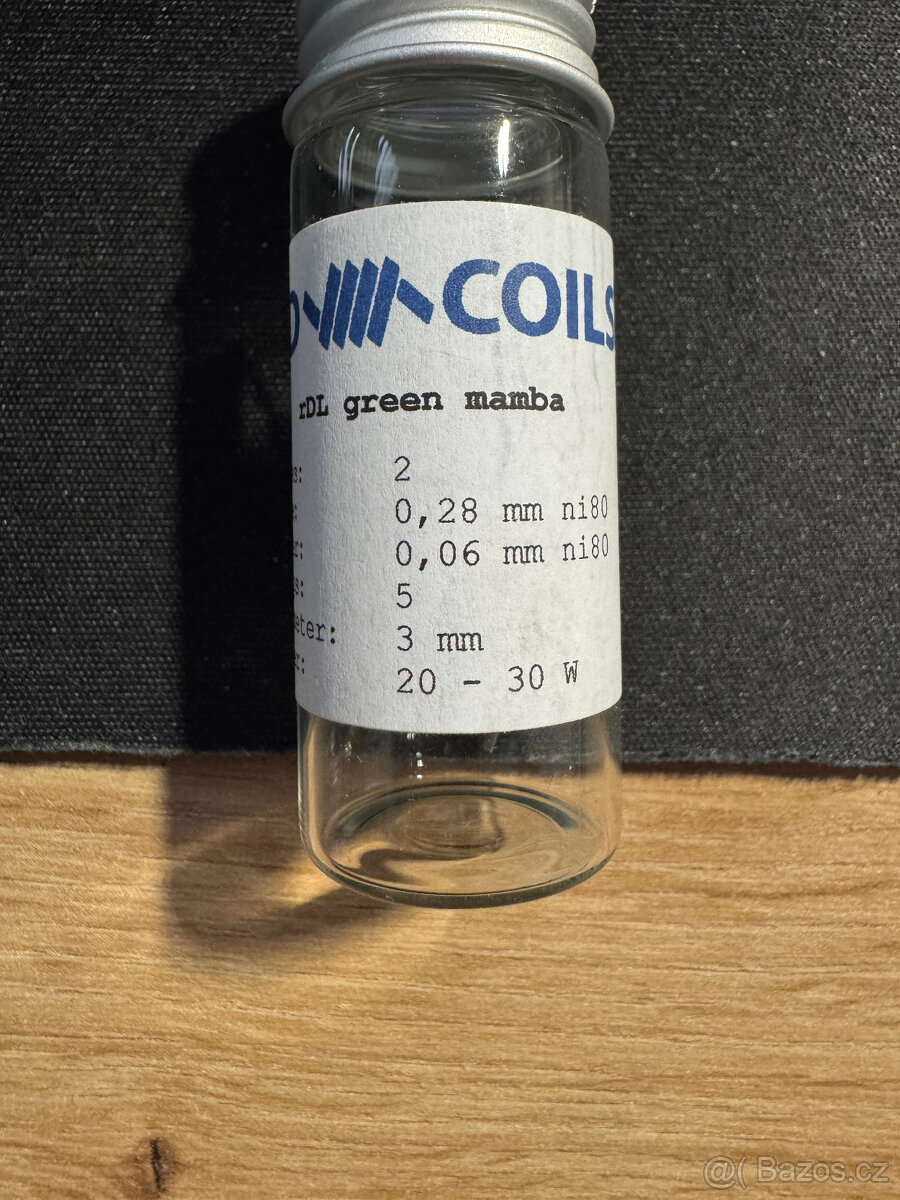 COILS
rDL green mamba
2
0,28 mm ni80
0,06 mm ni80
5
3 mm
20 - 30 W
@( Bazos.cz